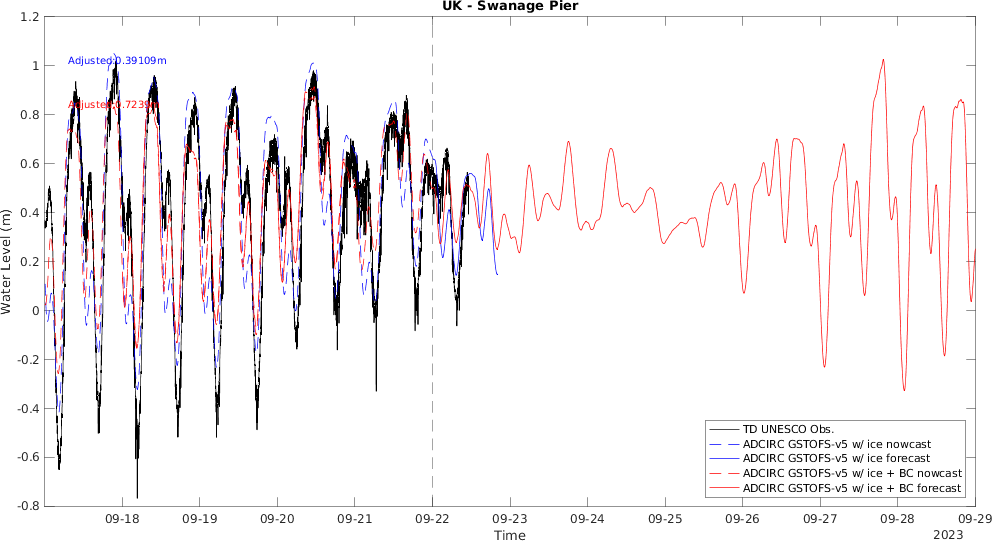 UK - Swanage Pier
1.2
1
0.8
0.6
0.4
0.2
0
-0.2
-0.4
-0.6
-0.8
Water Level (m)
Adjusted:0.39109m
Adjusted:0.7239m
TD UNESCO Obs.
ADCIRC GSTOFS-v5 w/ ice nowcast
ADCIRC GSTOFS-v5 w/ ice forecast
ADCIRC GSTOFS-v5 w/ ice + BC nowcast
ADCIRC GSTOFS-v5 w/ ice + BC forecast
09-18 09-19 09-20 09-21 09-22 09-23 09-24 09-25 09-26 09-27 09-28 09-29
Time
2023